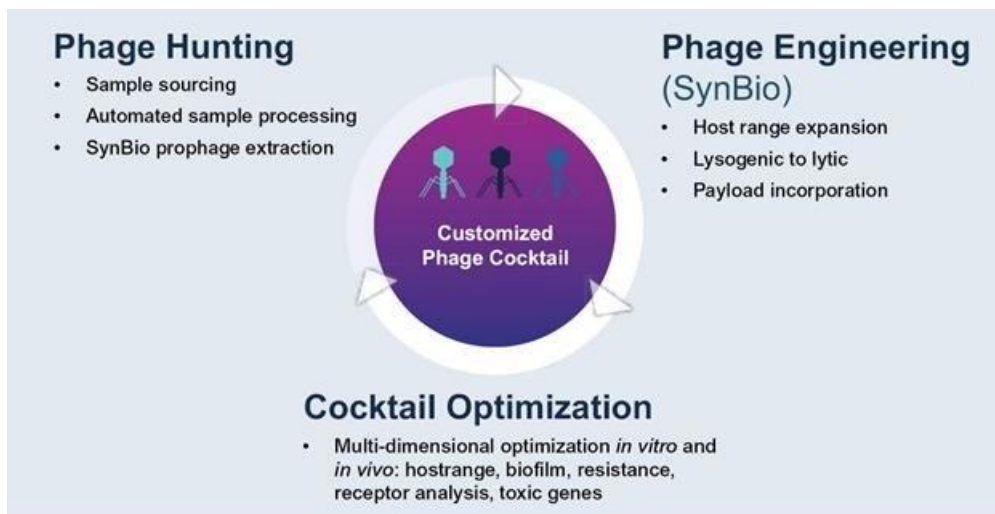 Phage Hunting
• Sample sourcing
• Automated sample processing
• SynBio prophage extraction
Phage Engineering
(SynBio)
• Host range expansion
• Lysogenic to lytic
• Payload incorporation
Customized
Phage Cocktail
Cocktail Optimization
• Multi-dimensional optimization in vitro and
in vivo: hostrange, biofilm, resistance,
receptor analysis, toxic genes